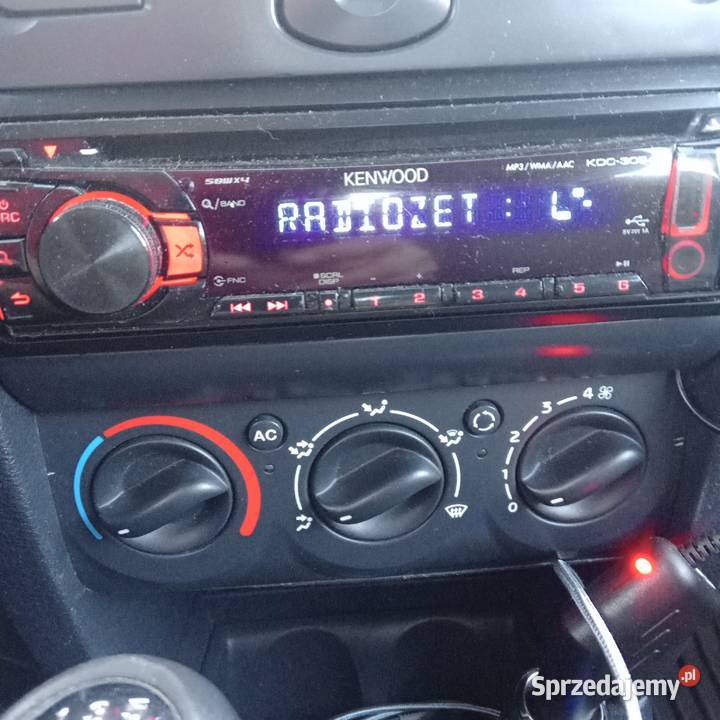 MP3/WMA/AAC
KENWOOD
SRC
BAND
RADIOZET :
FNC
SCRL
DISP
- +
REP
1 2 3 4 5 6
AC
0 1 2 3 4
Sprzedajemy.pl